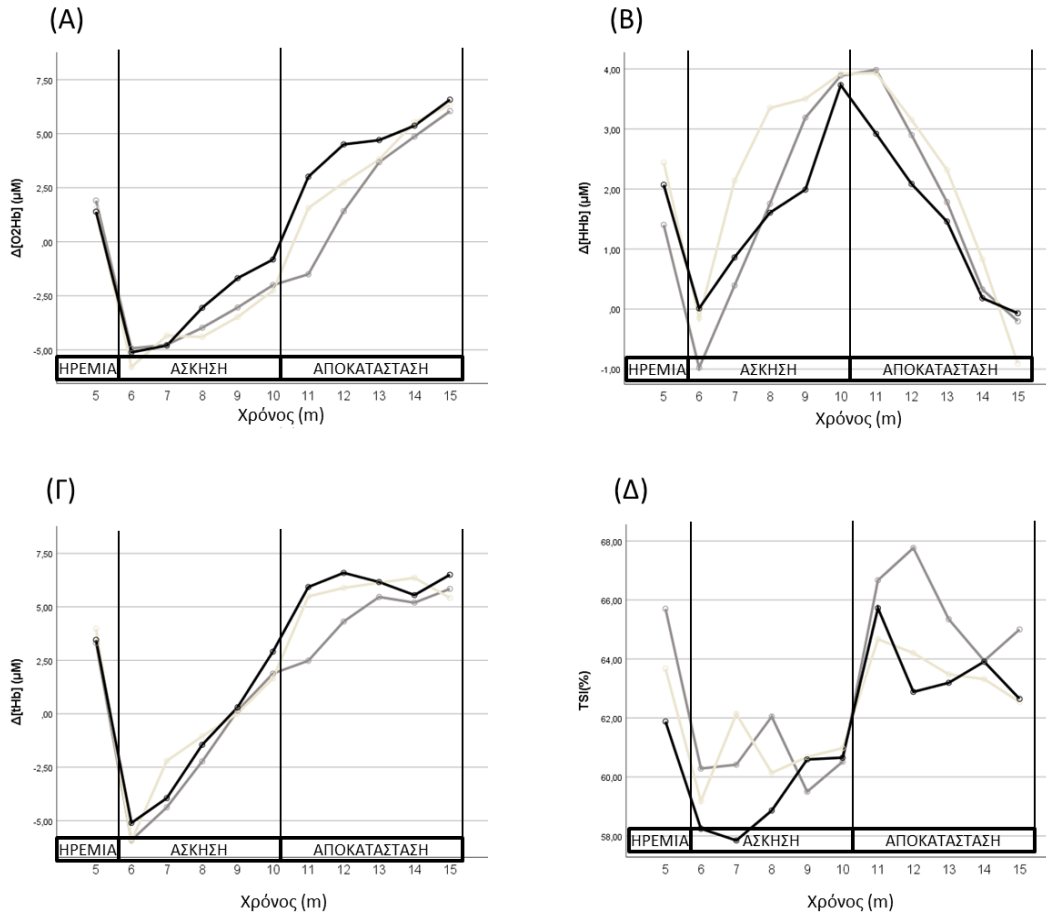 (Α)
Δ[O2Hb] (μM)
7,50
5,00
2,50
,00
-2,50
-5,00
ΗΡΕΜΙΑ ΑΣΚΗΣΗ ΑΠΟΚΑΤΑΣΤΑΣΗ
5 6 7 8 9 10 11 12 13 14 15
Χρόνος (m)
(Β)
Δ[HHb] (μM)
4,00
3,00
2,00
1,00
,00
-1,00
ΗΡΕΜΙΑ ΑΣΚΗΣΗ ΑΠΟΚΑΤΑΣΤΑΣΗ
5 6 7 8 9 10 11 12 13 14 15
Χρόνος (m)
(Γ)
Δ[tHb] (μM)
7,50
5,00
2,50
,00
-2,50
-5,00
ΗΡΕΜΙΑ ΑΣΚΗΣΗ ΑΠΟΚΑΤΑΣΤΑΣΗ
5 6 7 8 9 10 11 12 13 14 15
Χρόνος (m)
(Δ)
TSI(%)
68,00
66,00
64,00
62,00
60,00
58,00
ΗΡΕΜΙΑ ΑΣΚΗΣΗ ΑΠΟΚΑΤΑΣΤΑΣΗ
5 6 7 8 9 10 11 12 13 14 15
Χρόνος (m)